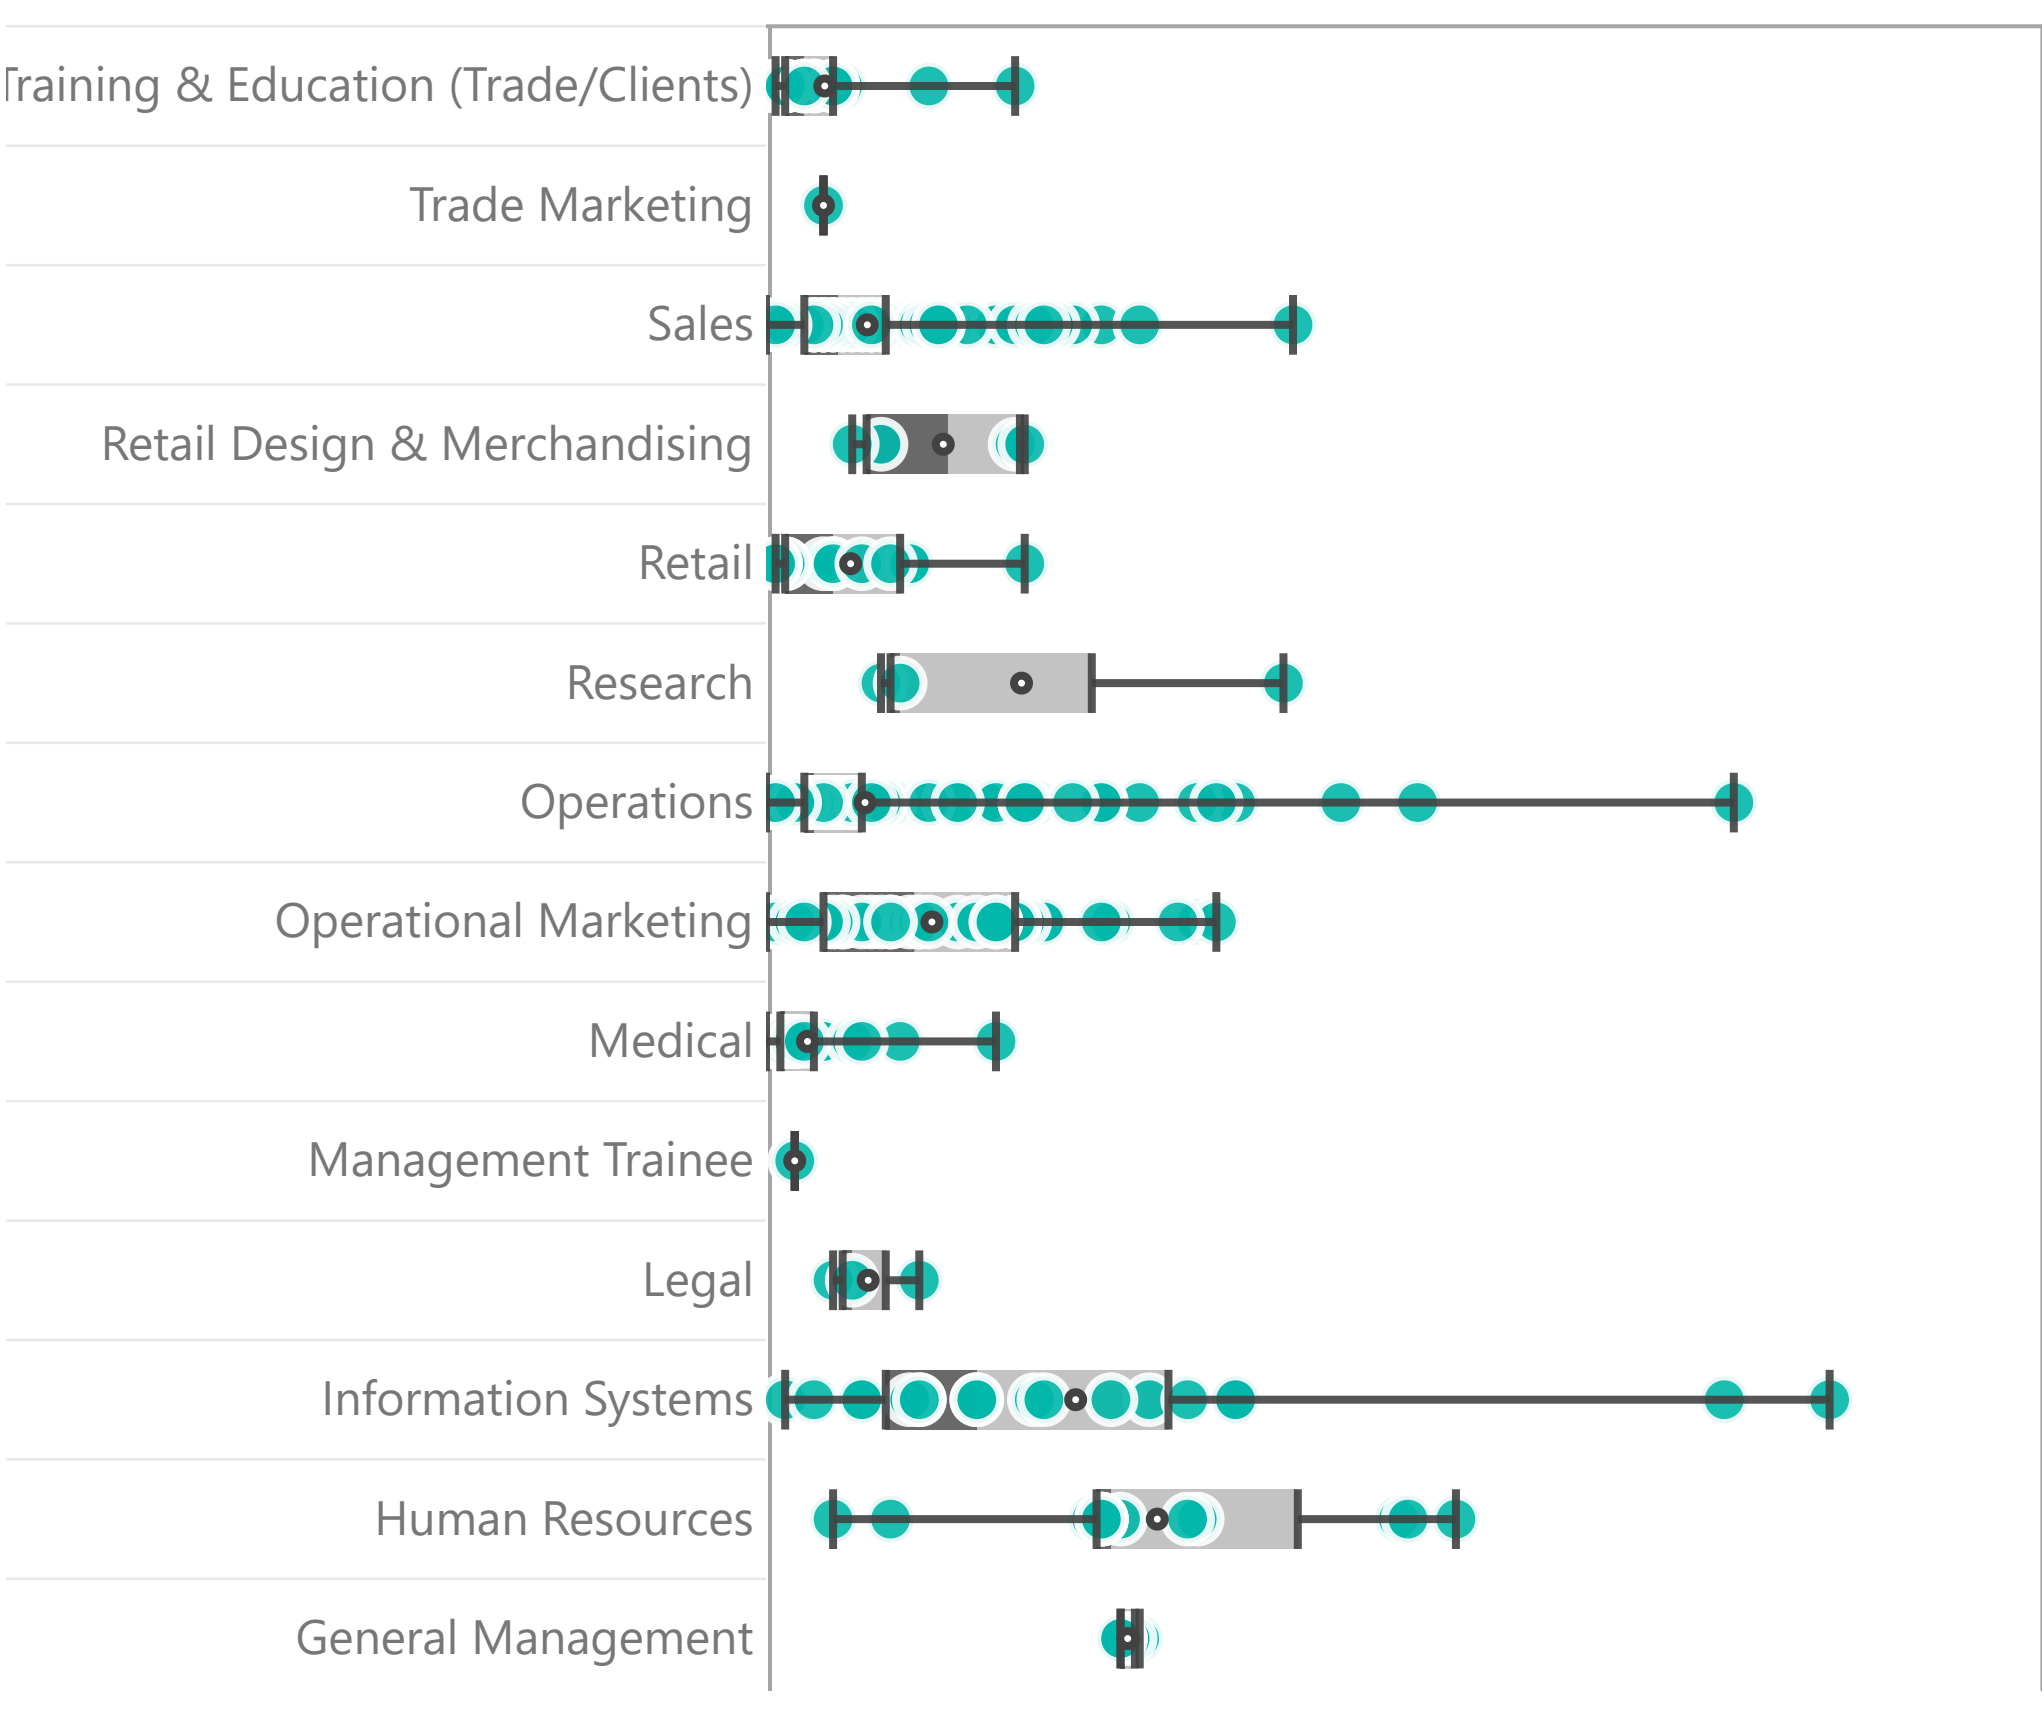 Training & Education (Trade/Clients)
Trade Marketing
Sales
Retail Design & Merchandising
Retail
Research
Operations
Operational Marketing
Medical
Management Trainee
Legal
Information Systems
Human Resources
General Management